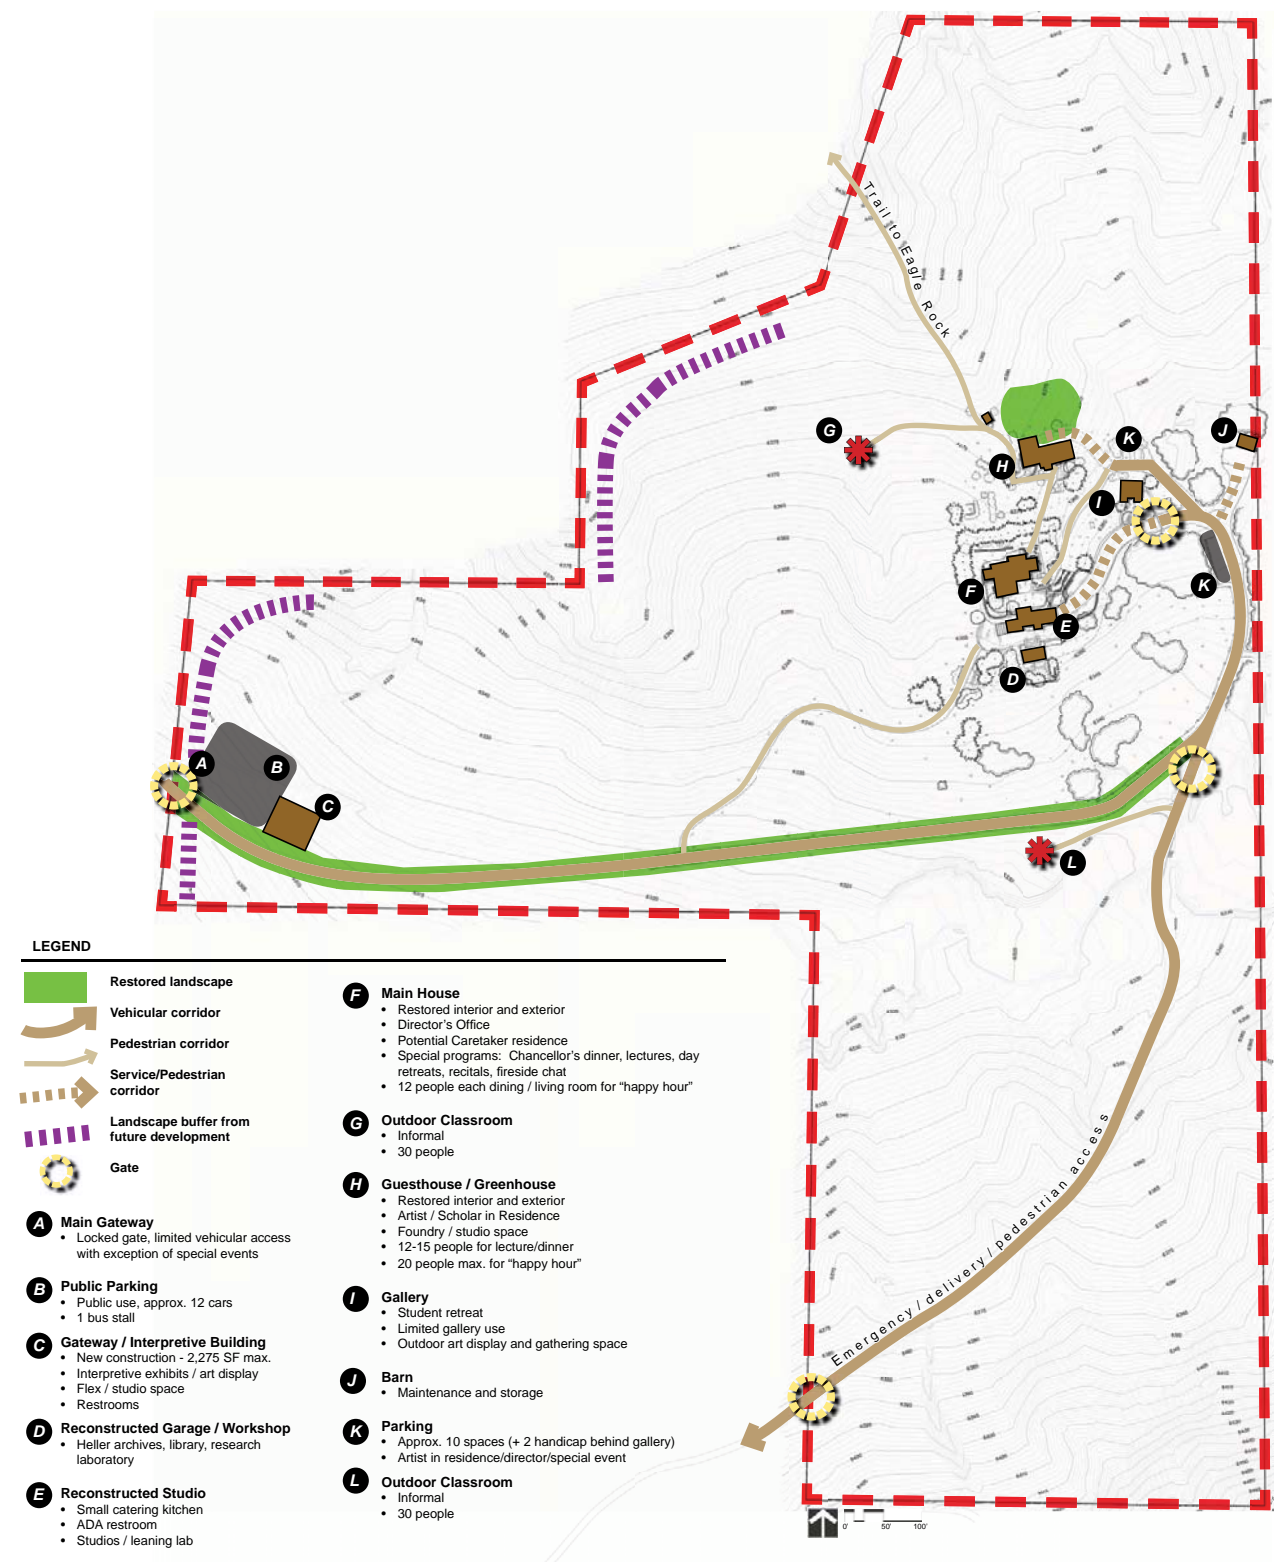 Trail to Eagle Rock
G
H
K
J
I
K
F
E
D
A
B
C
L
Emergency / delivery / pedestrian access
LEGEND
Restored landscape
Vehicular corridor
Pedestrian corridor
Service/Pedestrian
corridor
Landscape buffer from
future development
Gate
A Main Gateway
• Locked gate, limited vehicular access
with exception of special events
B Public Parking
• Public use, approx. 12 cars
• 1 bus stall
C Gateway / Interpretive Building
• New construction - 2,275 SF max.
• Interpretive exhibits / art display
• Flex / studio space
• Restrooms
D Reconstructed Garage / Workshop
• Heller archives, library, research
laboratory
E Reconstructed Studio
• Small catering kitchen
• ADA restroom
• Studios / leaning lab
F Main House
• Restored interior and exterior
• Director's Office
• Potential Caretaker residence
• Special programs: Chancellor's dinner, lectures, day
retreats, recitals, fireside chat
• 12 people each dining / living room for “happy hour”
G Outdoor Classroom
• Informal
• 30 people
H Guesthouse / Greenhouse
• Restored interior and exterior
• Artist / Scholar in Residence
• Foundry / studio space
• 12-15 people for lecture/dinner
• 20 people max. for “happy hour”
I Gallery
• Student retreat
• Limited gallery use
• Outdoor art display and gathering space
J Barn
• Maintenance and storage
K Parking
• Approx. 10 spaces (+ 2 handicap behind gallery)
• Artist in residence/director/special event
L Outdoor Classroom
• Informal
• 30 people
0' 50' 100'